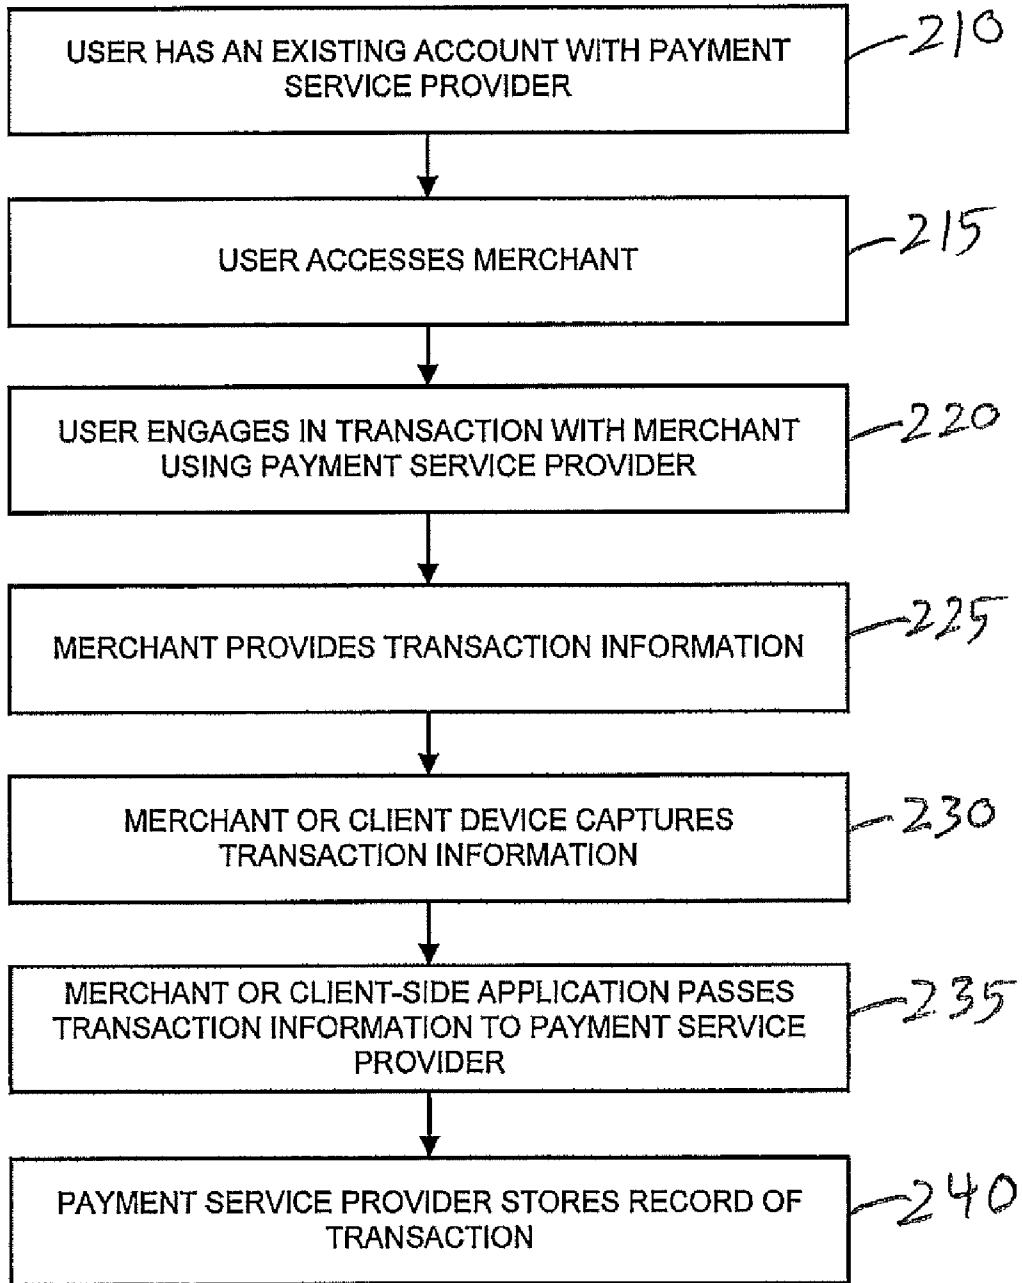 USER HAS AN EXISTING ACCOUNT WITH PAYMENT
SERVICE PROVIDER
210
USER ACCESSES MERCHANT
215
USER ENGAGES IN TRANSACTION WITH MERCHANT
USING PAYMENT SERVICE PROVIDER
220
MERCHANT PROVIDES TRANSACTION INFORMATION
225
MERCHANT OR CLIENT DEVICE CAPTURES
TRANSACTION INFORMATION
230
MERCHANT OR CLIENT-SIDE APPLICATION PASSES
TRANSACTION INFORMATION TO PAYMENT SERVICE
PROVIDER
235
PAYMENT SERVICE PROVIDER STORES RECORD OF
TRANSACTION
240